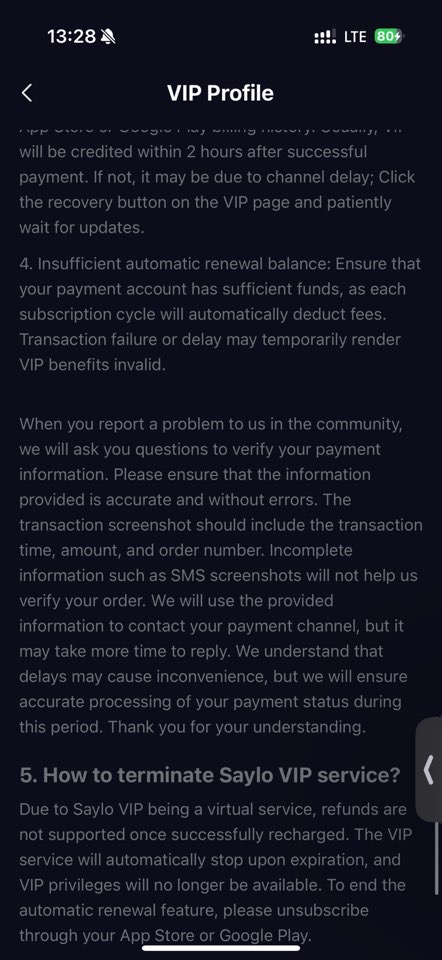 13:28
LTE 80
VIP Profile
App Store or Google Play billing history. Usually, VIP
will be credited within 2 hours after successful
payment. If not, it may be due to channel delay; Click
the recovery button on the VIP page and patiently
wait for updates.
4. Insufficient automatic renewal balance: Ensure that
your payment account has sufficient funds, as each
subscription cycle will automatically deduct fees.
Transaction failure or delay may temporarily render
VIP benefits invalid.
When you report a problem to us in the community,
we will ask you questions to verify your payment
information. Please ensure that the information
provided is accurate and without errors. The
transaction screenshot should include the transaction
time, amount, and order number. Incomplete
information such as SMS screenshots will not help us
verify your order. We will use the provided
information to contact your payment channel, but it
may take more time to reply. We understand that
delays may cause inconvenience, but we will ensure
accurate processing of your payment status during
this period. Thank you for your understanding.
5. How to terminate Saylo VIP service?
Due to Saylo VIP being a virtual service, refunds are
not supported once successfully recharged. The VIP
service will automatically stop upon expiration, and
VIP privileges will no longer be available. To end the
automatic renewal feature, please unsubscribe
through your App Store or Google Play.